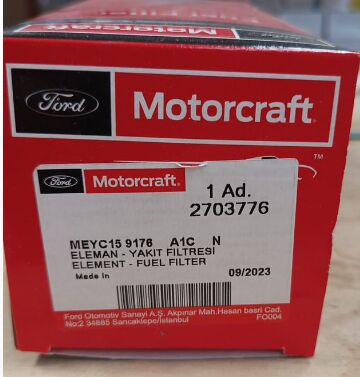 Ford Motorcraft
TM
Ford Motorcraft
1 Ad.
2703776
MEYC15 9176 A1C N
ELEMAN - YAKIT FILTRESİ
ELEMENT - FUEL FILTER
Made in 09/2023
Ford Otomotiv Sanayi A.Ş. Akpınar Mah.Hasan basri Cad.
No:2 34885 Sancaktepe/İstanbul FO004